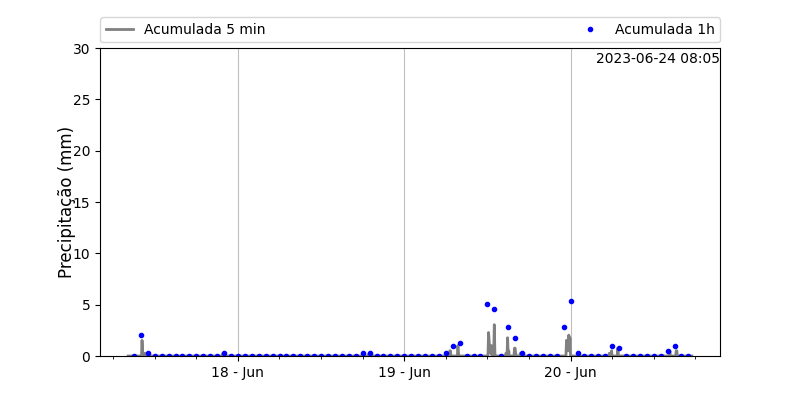 Acumulada 5 min
Acumulada 1h
2023-06-24 08:05
Precipitação (mm)
30
25
20
15
10
5
0
18 - Jun
19 - Jun
20 - Jun